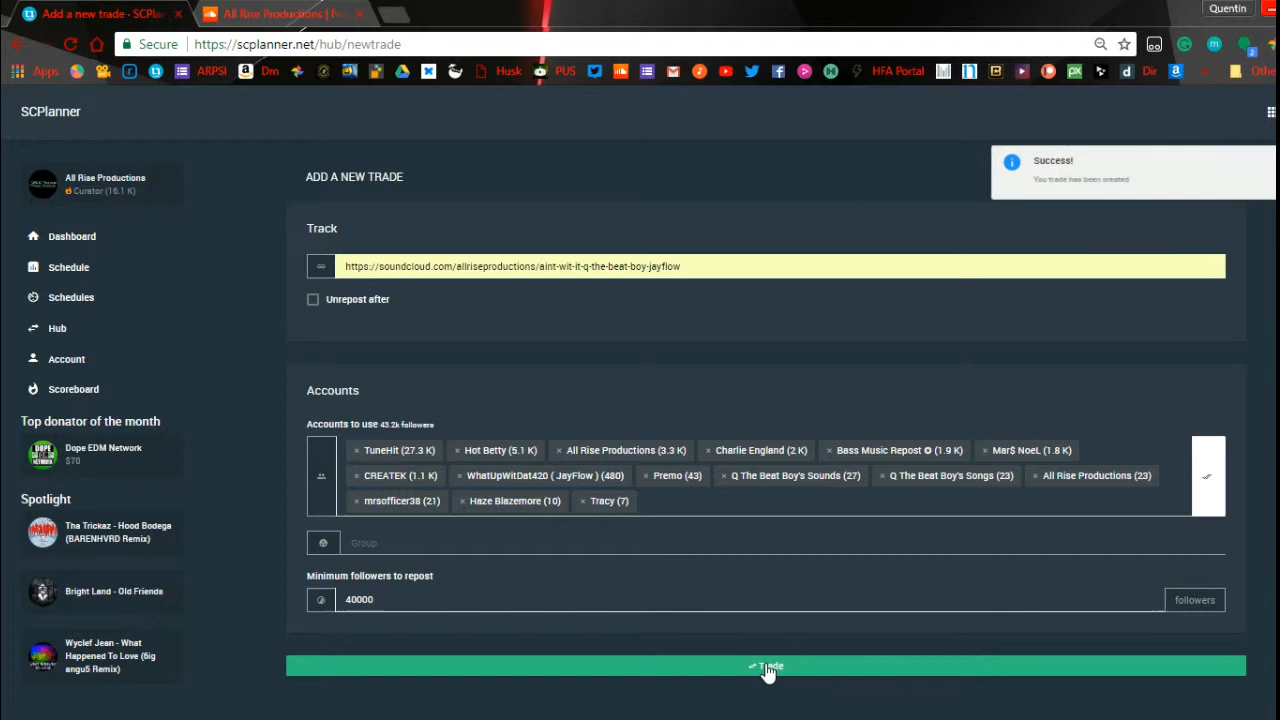 Add a new trade - SCPlan
All Rise Productions | Fr
Quentin
Secure
https://scplanner.net/hub/newtrade
Apps
ARPSI
Dm
Husk
PUS
HFA Portal
Dir
Othe
SCPlanner
All Rise Productions
Curator (16.1 K)
Dashboard
Schedule
Schedules
Hub
Account
Scoreboard
Top donator of the month
Dope EDM Network
$70
Spotlight
Tha Trickaz - Hood Bodega
(BARENHVRD Remix)
Bright Land - Old Friends
Wyclef Jean - What
Happened To Love (6ig
angu5 Remix)
ADD A NEW TRADE
Success!
You trade has been created
Track
https://soundcloud.com/allriseproductions/aint-wit-it-q-the-beat-boy-jayflow
Unrepost after
Accounts
Accounts to use 43.2k followers
× TuneHit (27.3 K) × Hot Betty (5.1 K) × All Rise Productions (3.3 K) × Charlie England (2 K) × Bass Music Repost ✪ (1.9 K) × Mar$ NoeL (1.8 K)
× CREATEK (1.1 K) × WhatUpWitDat420 ( JayFlow ) (480) × Premo (43) × Q The Beat Boy's Sounds (27) × Q The Beat Boy's Songs (23) × All Rise Productions (23)
× mrsofficer38 (21) × Haze Blazemore (10) × Tracy (7)
Group
Minimum followers to repost
40000
followers
Trade